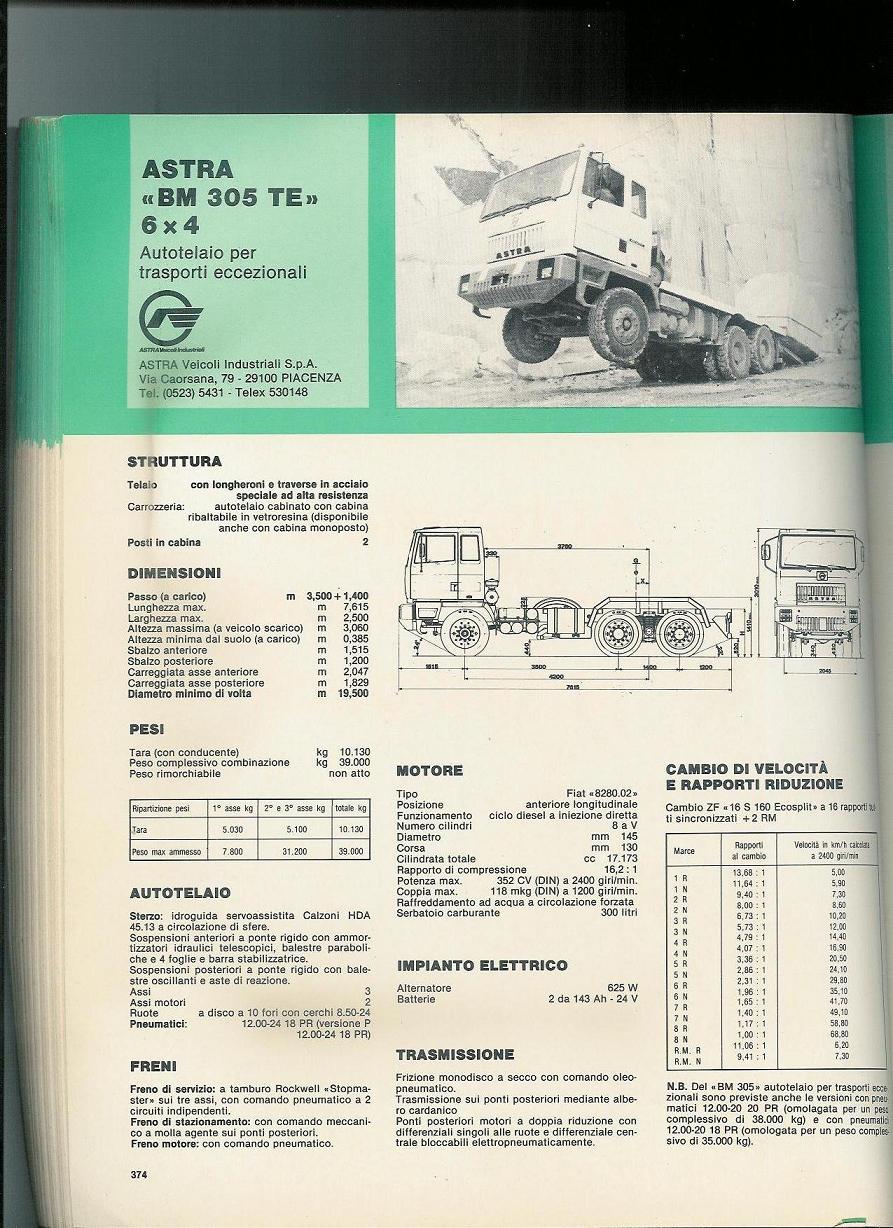 ASTRA
«BM 305 TE»
6 x 4
Autotelaio per
trasporti eccezionali
ASTRA Veicoli Industriali
ASTRA Veicoli Industriali S.p.A.
Via Caorsana, 79 - 29100 PIACENZA
Tel. (0523) 5431 - Telex 530148
ASTRA
STRUTTURA
Telaio con longheroni e traverse in acciaio
speciale ad alta resistenza
Carrozzeria: autotelaio cabinato con cabina
ribaltabile in vetroresina (disponibile
anche con cabina monoposto)
Posti in cabina 2
DIMENSIONI
Passo (a carico) m 3,500 + 1,400
Lunghezza max. m 7,615
Larghezza max. m 2,500
Altezza massima (a veicolo scarico) m 3,060
Altezza minima dal suolo (a carico) m 0,385
Sbalzo anteriore m 1,515
Sbalzo posteriore m 1,200
Carreggiata asse anteriore m 2,047
Carreggiata asse posteriore m 1,829
Diametro minimo di volta m 19,500
PESI
Tara (con conducente) kg 10.130
Peso complessivo combinazione kg 39.000
Peso rimorchiabile non atto
Ripartizione pesi 1° asse kg 2° e 3° asse kg totale kg
Tara 5.030 5.100 10.130
Peso max ammesso 7.800 31.200 39.000
AUTOTELAIO
Sterzo: idroguida servoassistita Calzoni HDA
45.13 a circolazione di sfere.
Sospensioni anteriori a ponte rigido con ammor-
tizzatori idraulici telescopici, balestre paraboli-
che e 4 foglie e barra stabilizzatrice.
Sospensioni posteriori a ponte rigido con bale-
stre oscillanti e aste di reazione.
Assi 3
Assi motori 2
Ruote a disco a 10 fori con cerchi 8.50-24
Pneumatici: 12.00-24 18 PR (versione P
12.00-24 18 PR)
FRENI
Freno di servizio: a tamburo Rockwell «Stopma-
ster» sui tre assi, con comando pneumatico a 2
circuiti indipendenti.
Freno di stazionamento: con comando meccani-
co a molla agente sui ponti posteriori.
Freno motore: con comando pneumatico.
374
330
3760
G
X
H
1410
520
440
1515
3500
1400
1200
4200
7615
ASTRA
2045
MOTORE
Tipo Fiat «8280.02»
Posizione anteriore longitudinale
Funzionamento ciclo diesel a iniezione diretta
Numero cilindri 8 a V
Diametro mm 145
Corsa mm 130
Cilindrata totale cc 17.173
Rapporto di compressione 16,2 : 1
Potenza max. 352 CV (DIN) a 2400 giri/min.
Coppia max. 118 mkg (DIN) a 1200 giri/min.
Raffreddamento ad acqua a circolazione forzata
Serbatoio carburante 300 litri
IMPIANTO ELETTRICO
Alternatore 625 W
Batterie 2 da 143 Ah - 24 V
TRASMISSIONE
Frizione monodisco a secco con comando oleo-
pneumatico.
Trasmissione sui ponti posteriori mediante albe-
ro cardanico
Ponti posteriori motori a doppia riduzione con
differenziali singoli alle ruote e differenziale cen-
trale bloccabili elettropneumaticamente.
CAMBIO DI VELOCITÀ
E RAPPORTI RIDUZIONE
Cambio ZF «16 S 160 Ecosplit» a 16 rapporti
ti sincronizzati + 2 RM
Marce Rapporti al cambio Velocità in km/h calcolata a 2400 giri/min
1 R 13,68 : 1 5,00
1 N 11,64 : 1 5,90
2 R 9,40 : 1 7,30
2 N 8,00 : 1 8,60
3 R 6,73 : 1 10,20
3 N 5,73 : 1 12,00
4 R 4,79 : 1 14,40
4 N 4,07 : 1 16,90
5 R 3,36 : 1 20,50
5 N 2,86 : 1 24,10
6 R 2,31 : 1 29,80
6 N 1,96 : 1 35,10
7 R 1,65 : 1 41,70
7 N 1,40 : 1 49,10
8 R 1,17 : 1 58,80
8 N 1,00 : 1 68,80
R.M. R 11,06 : 1 6,20
R.M. N 9,41 : 1 7,30
N.B. Del «BM 305» autotelaio per trasporti ecce-
zionali sono previste anche le versioni con pneu-
matici 12.00-20 20 PR (omolagata per un peso
complessivo di 38.000 kg) e con pneumatici
12.00-20 18 PR (omologata per un peso comples-
sivo di 35.000 kg).